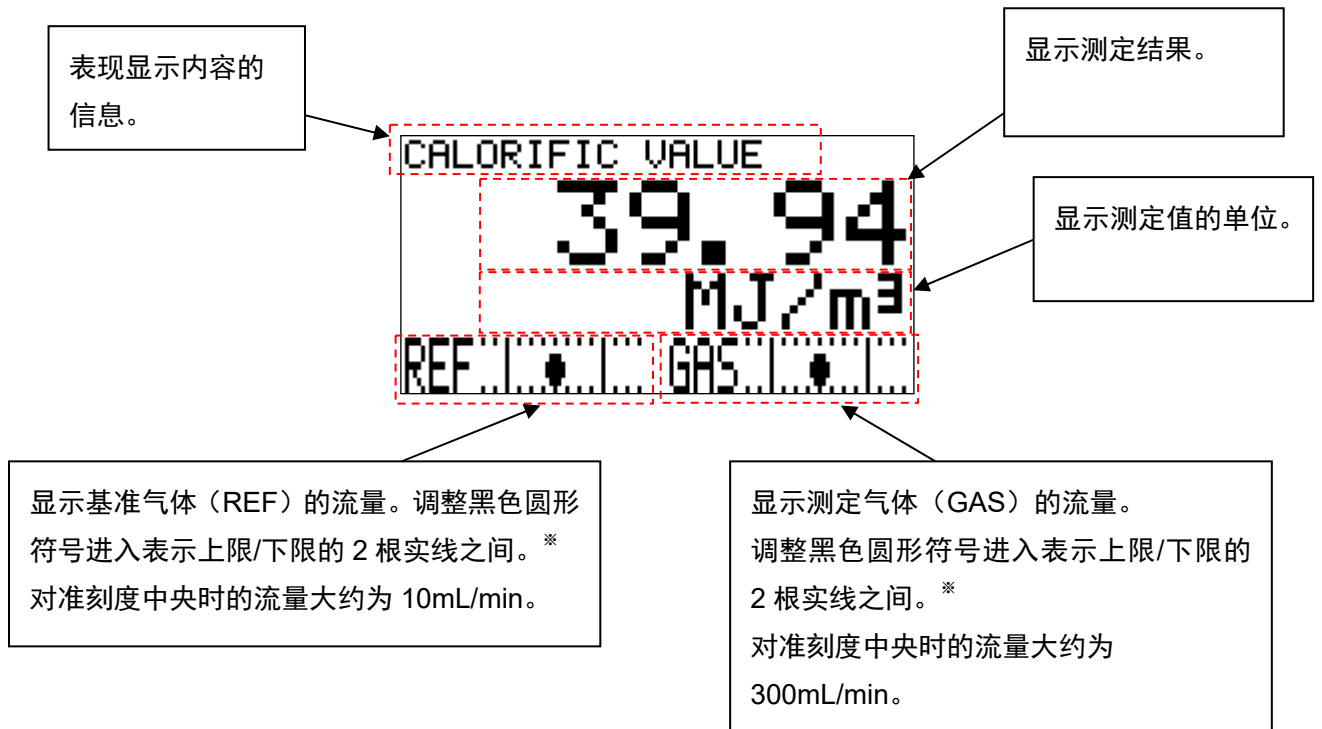 表现显示内容的
信息。
显示测定结果。
CALORIFIC VALUE
39.94
MJ/m³
显示测定值的单位。
REF
GAS
显示基准气体（REF）的流量。调整黑色圆形
符号进入表示上限/下限的 2 根实线之间。※
对准刻度中央时的流量大约为 10mL/min。
显示测定气体（GAS）的流量。
调整黑色圆形符号进入表示上限/下限的
2 根实线之间。※
对准刻度中央时的流量大约为
300mL/min。